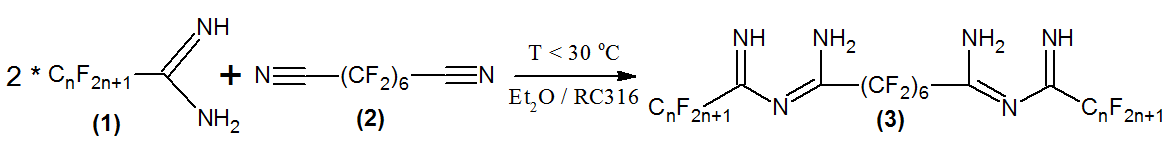 NH NH NH₂ NH₂ NH
2 * CₙF₂ₙ₊₁ + N (CF₂)₆ N T < 30 ºC (CF₂)₆
NH₂ Et₂O / RC316 CₙF₂ₙ₊₁ N N CₙF₂ₙ₊₁
(1) (2) (3)